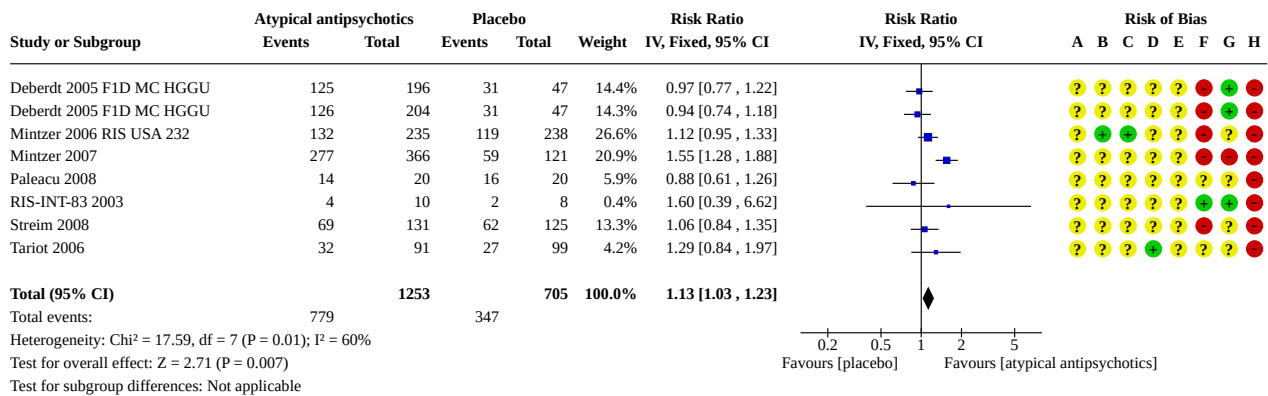 Atypical antipsychotics Placebo Risk Ratio Risk Ratio Risk of Bias
Study or Subgroup Events Total Events Total Weight IV, Fixed, 95% CI IV, Fixed, 95% CI A B C D E F G H
Deberdt 2005 F1D MC HGGU 125 196 31 47 14.4% 0.97 [0.77 , 1.22] ? ? ? ? ? - + -
Deberdt 2005 F1D MC HGGU 126 204 31 47 14.3% 0.94 [0.74 , 1.18] ? ? ? ? ? - + -
Mintzer 2006 RIS USA 232 132 235 119 238 26.6% 1.12 [0.95 , 1.33] ? + + ? ? - ? -
Mintzer 2007 277 366 59 121 20.9% 1.55 [1.28 , 1.88] ? ? ? ? ? - - -
Paleacu 2008 14 20 16 20 5.9% 0.88 [0.61 , 1.26] ? ? ? ? ? ? ? -
RIS-INT-83 2003 4 10 2 8 0.4% 1.60 [0.39 , 6.62] ? ? ? ? ? + + -
Streim 2008 69 131 62 125 13.3% 1.06 [0.84 , 1.35] ? ? ? ? ? - ? -
Tariot 2006 32 91 27 99 4.2% 1.29 [0.84 , 1.97] ? ? ? + ? ? ? -
Total (95% CI) 1253 705 100.0% 1.13 [1.03 , 1.23]
Total events: 779 347
Heterogeneity: Chi² = 17.59, df = 7 (P = 0.01); I² = 60%
0.2 0.5 1 2 5
Test for overall effect: Z = 2.71 (P = 0.007) Favours [placebo] Favours [atypical antipsychotics]
Test for subgroup differences: Not applicable